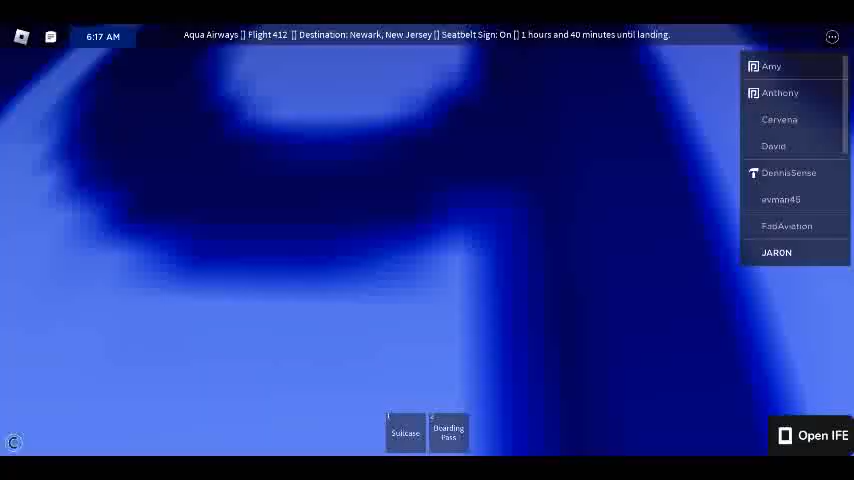 6:17 AM
Aqua Airways [] Flight 412 [] Destination: Newark, New Jersey [] Seatbelt Sign: On [] 1 hours and 40 minutes until landing.
Amy
Anthony
Cervena
David
DennisSense
evman45
FabAviation
JARON
1
Suitcase
Boarding
Pass
Open IFE